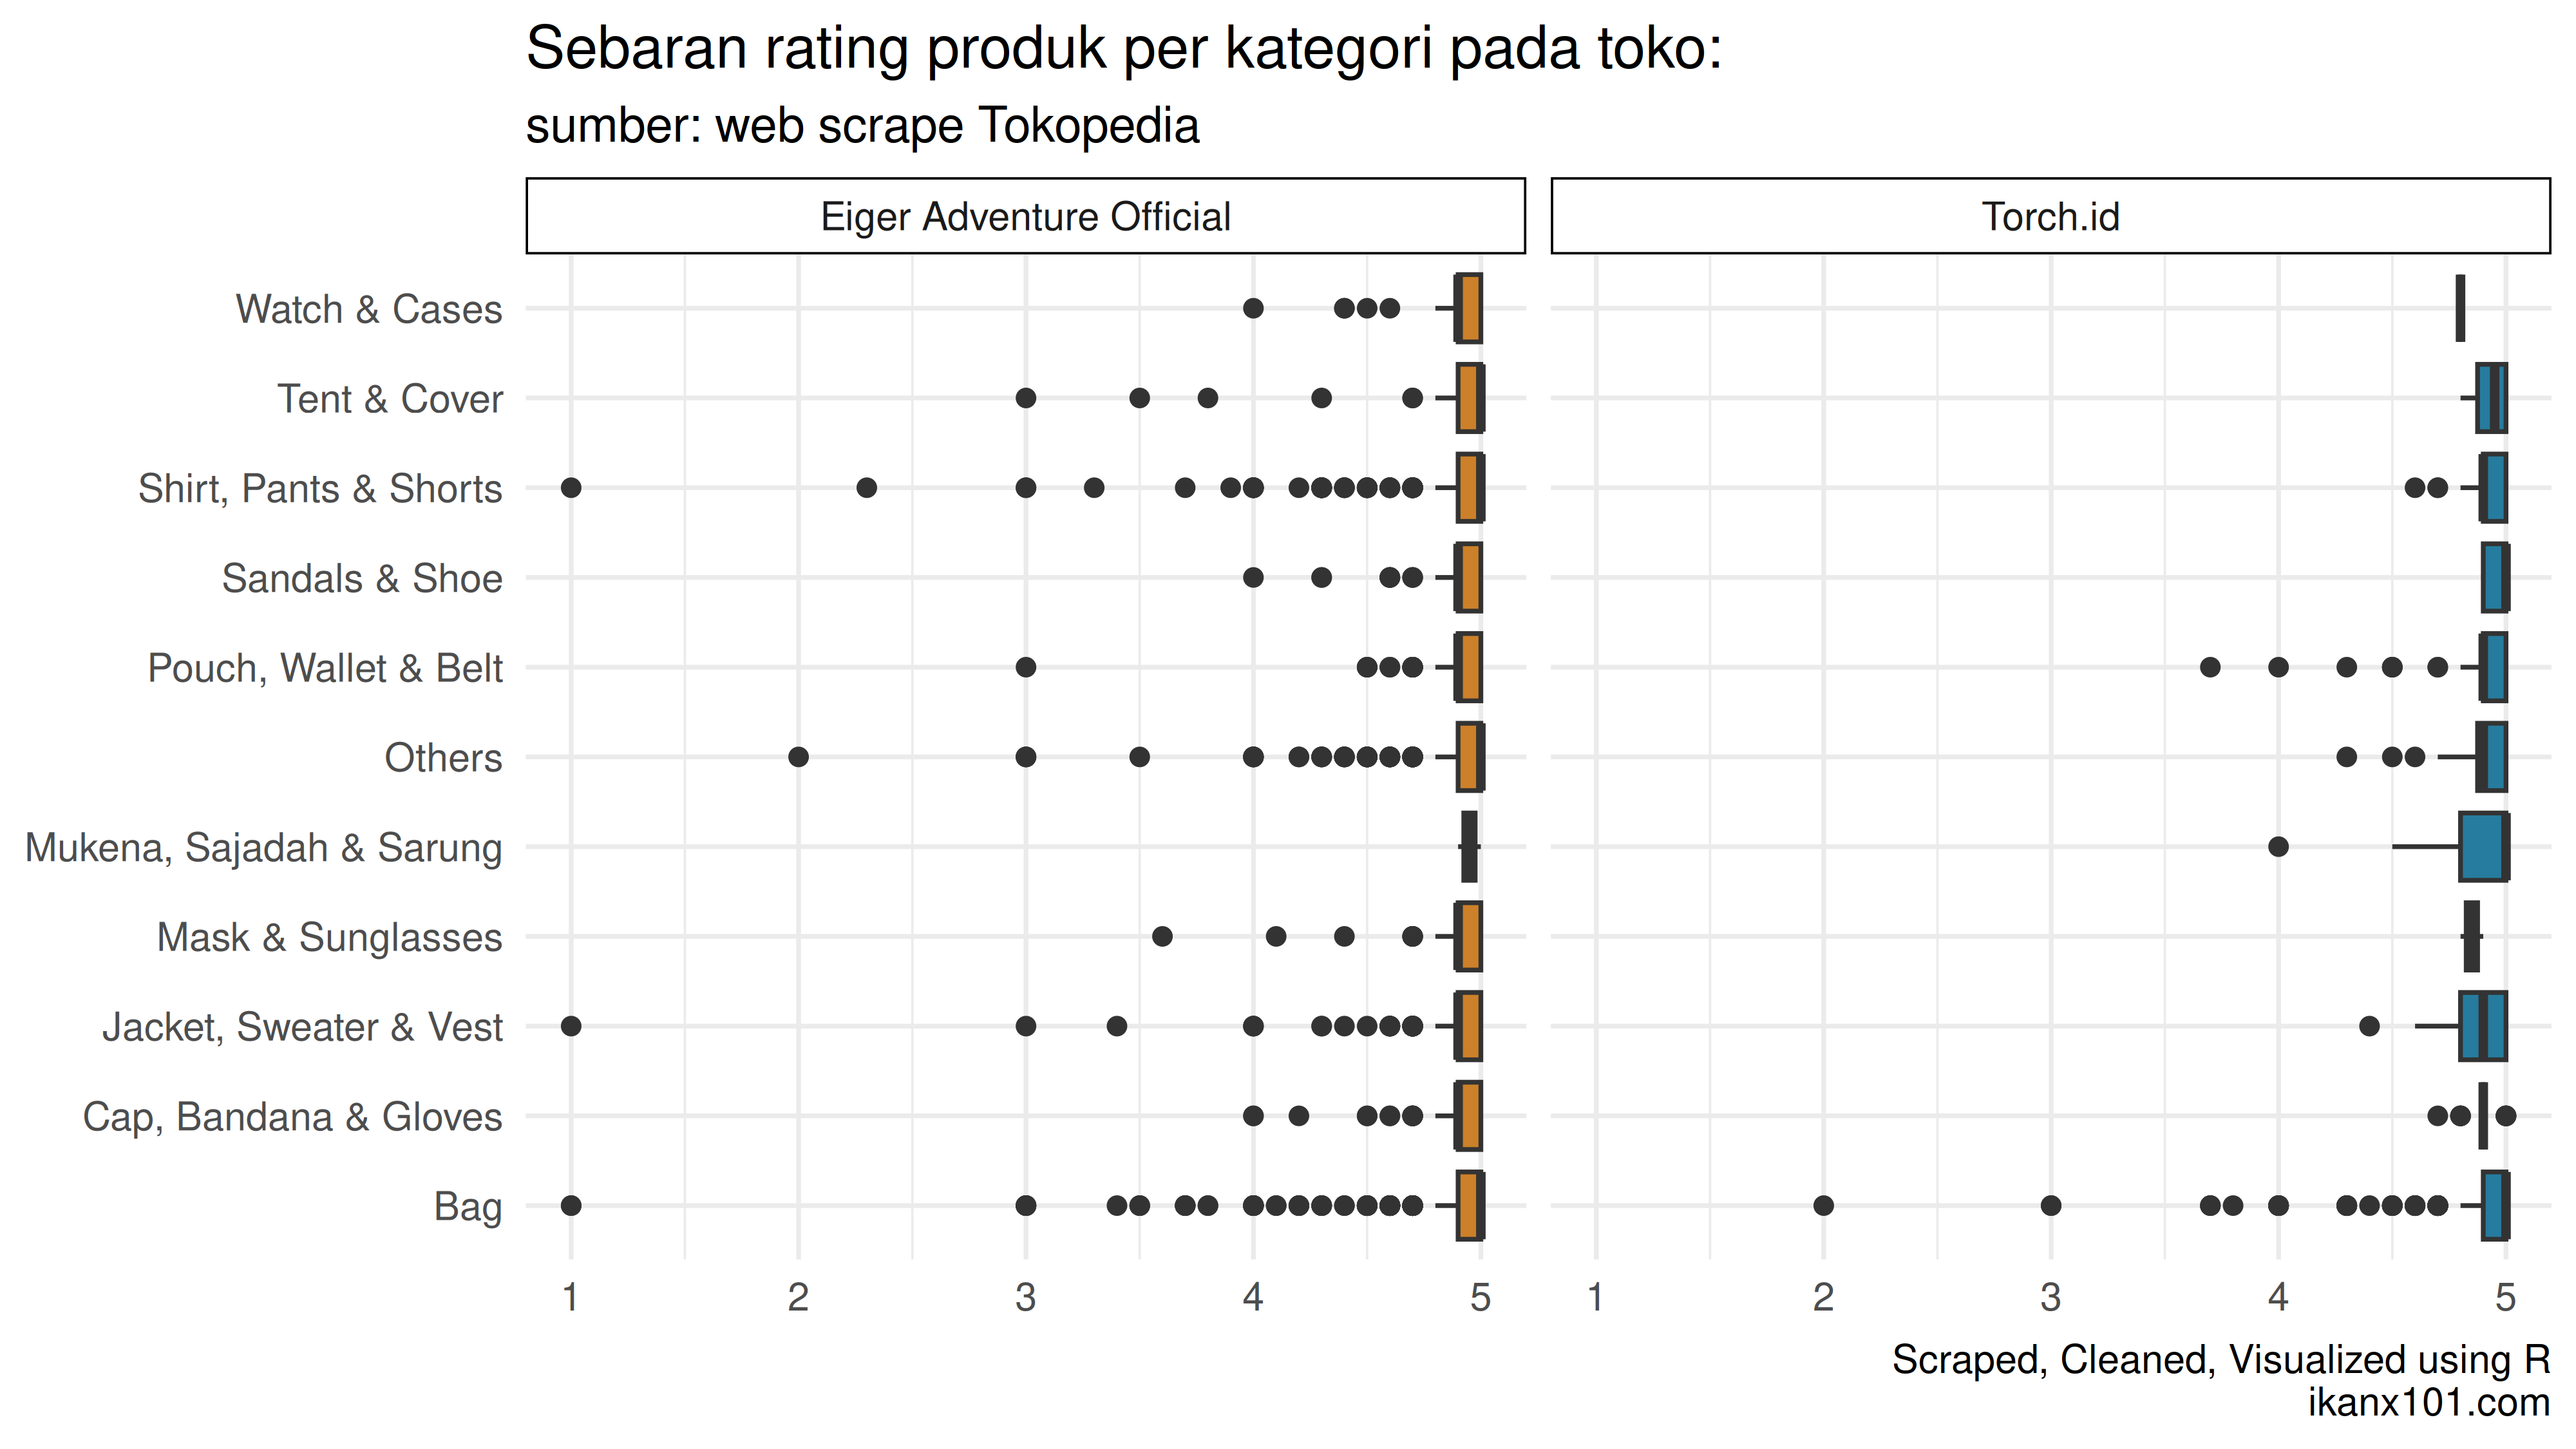 Sebaran rating produk per kategori pada toko:
sumber: web scrape Tokopedia
Eiger Adventure Official
Torch.id
Watch & Cases
Tent & Cover
Shirt, Pants & Shorts
Sandals & Shoe
Pouch, Wallet & Belt
Others
Mukena, Sajadah & Sarung
Mask & Sunglasses
Jacket, Sweater & Vest
Cap, Bandana & Gloves
Bag
1 2 3 4 5
1 2 3 4 5
Scraped, Cleaned, Visualized using R
ikanx101.com